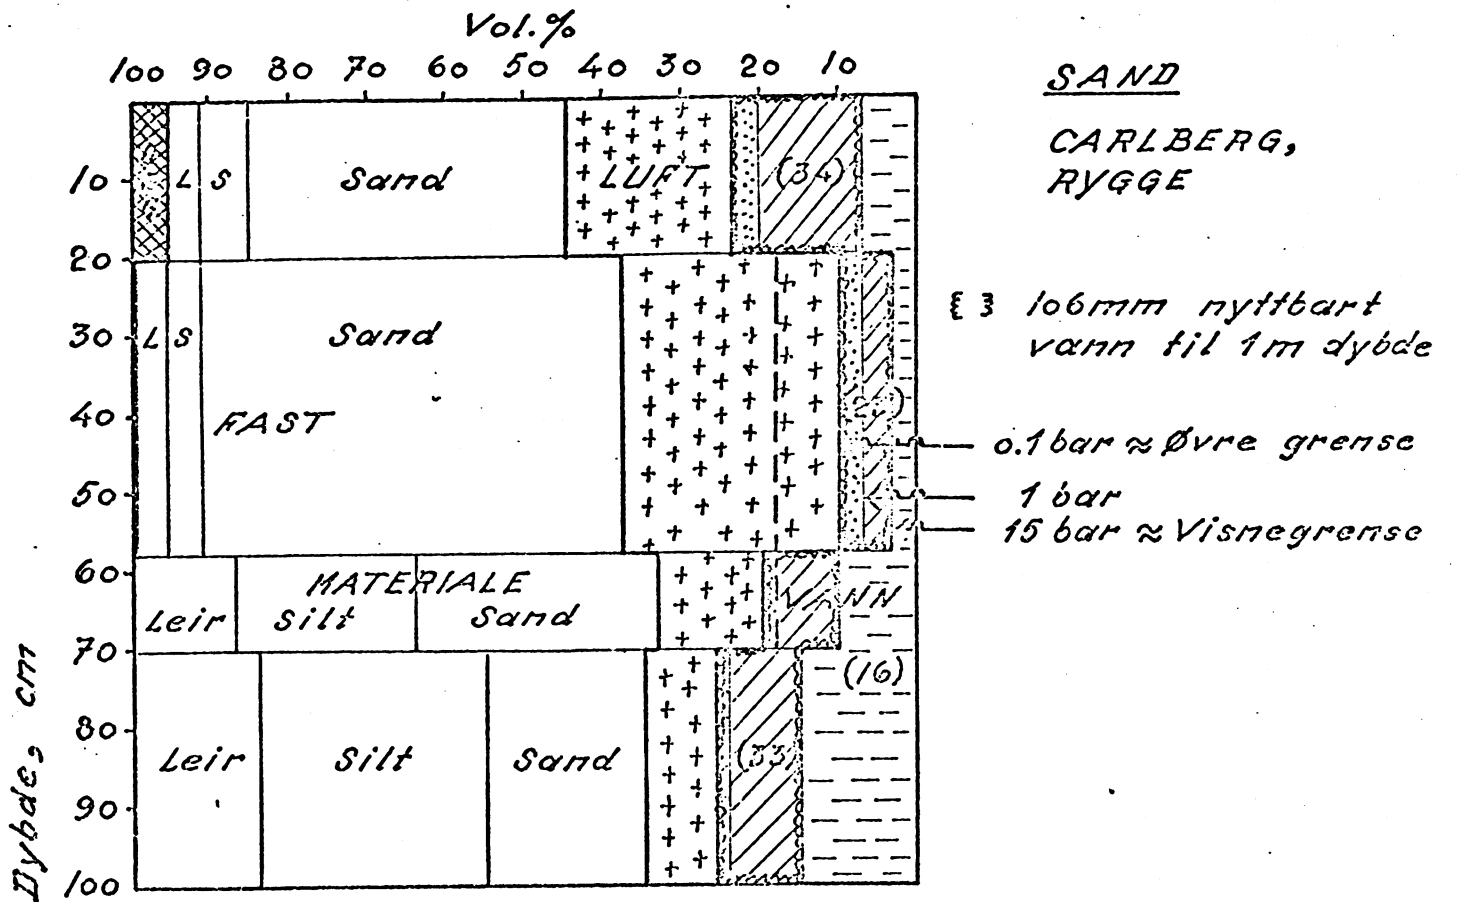 Vol.%
100 90 80 70 60 50 40 30 20 10
SAND
CARLBERG,
RYGGE
10 L S Sand LUFT (34)
20
30 L S Sand
106mm nyttbart
vann til 1m dybde
40 FAST
0.1 bar ≈ Øvre grense
50
1 bar
15 bar ≈ Visnegrense
60 MATERIALE
Leir Silt Sand
70
(16)
80 Leir Silt Sand (33)
90
100
Dybde, cm